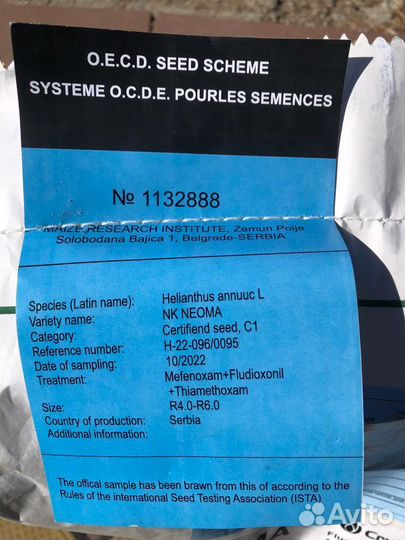 O.E.C.D. SEED SCHEME
SYSTEME O.C.D.E. POURLES SEMENCES
№ 1132888
MAIZE RESEARCH INSTITUTE, Zemun Polje
Solobodana Bajica 1, Belgrade-SERBIA
Species (Latin name): Helianthus annuuc L
Variety name: NK NEOMA
Category: Certifiend seed, C1
Reference number: H-22-096/0095
Date of sampling: 10/2022
Treatment: Mefenoxam+Fludioxonil
+Thiamethoxam
Size: R4.0-R6.0
Country of production: Serbia
Additional information:
The offical sample has been brawn from this of according to the
Rules of the international Seed Testing Association (ISTA)
Avito